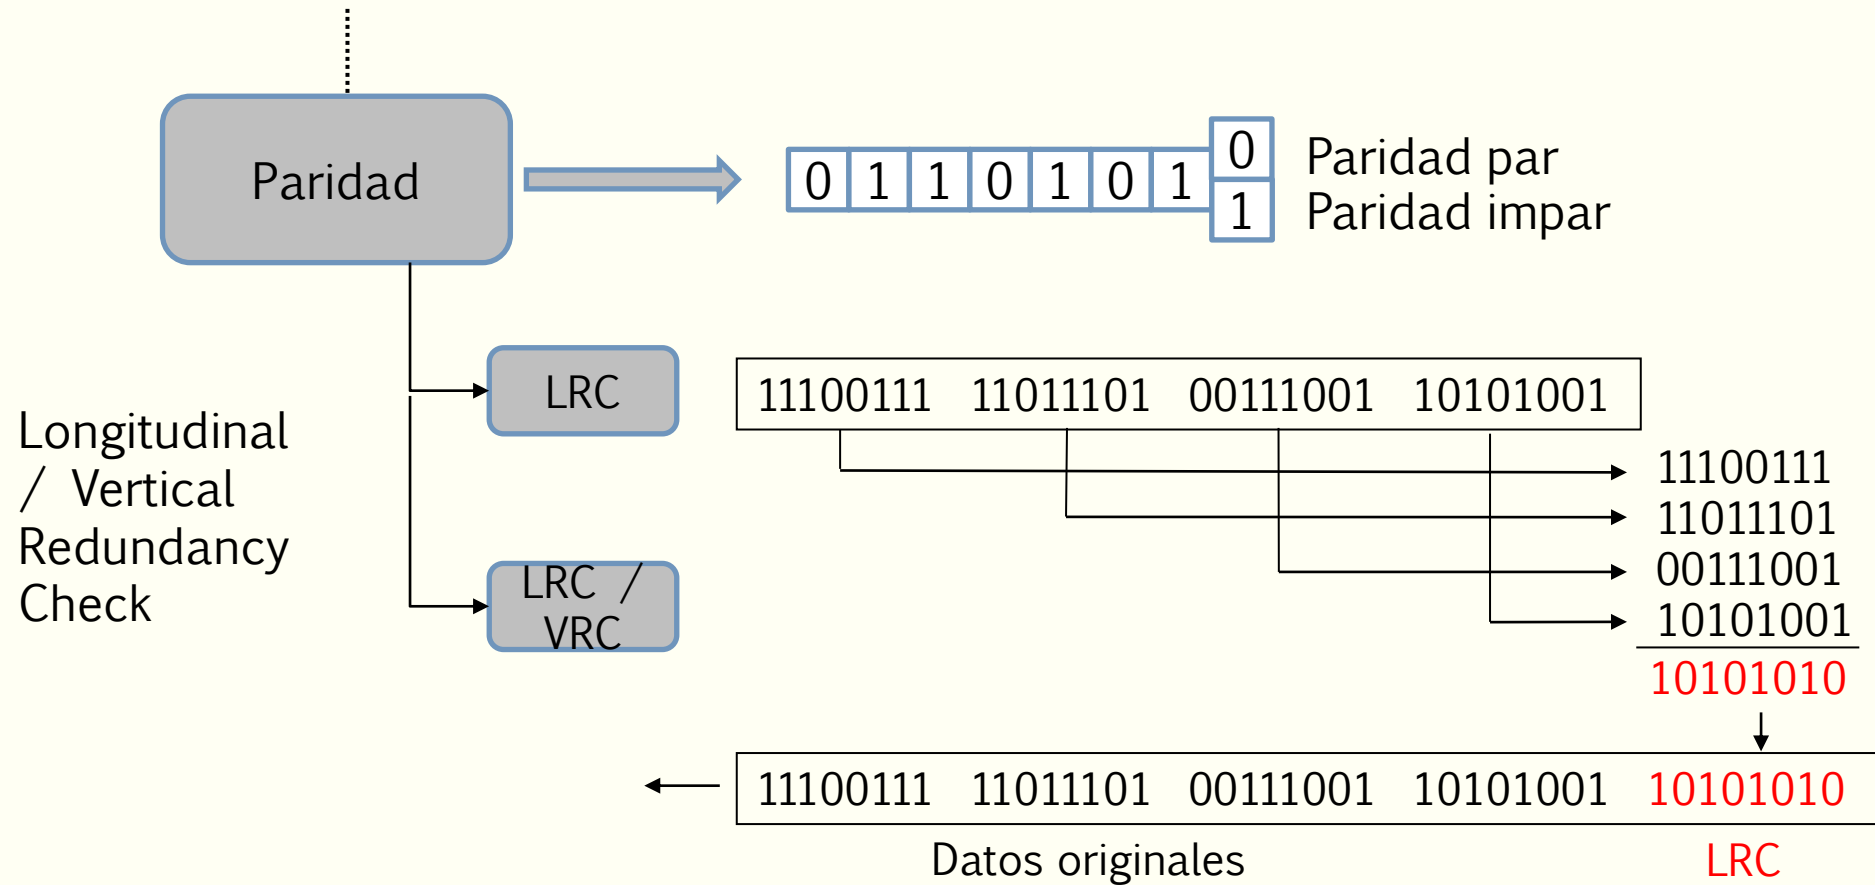 Paridad
0 1 1 0 1 0 1 0
1
Paridad par
Paridad impar
Longitudinal
/ Vertical
Redundancy
Check
LRC
11100111 11011101 00111001 10101001
11100111
11011101
00111001
10101001
10101010
LRC /
VRC
11100111 11011101 00111001 10101001 10101010
Datos originales
LRC